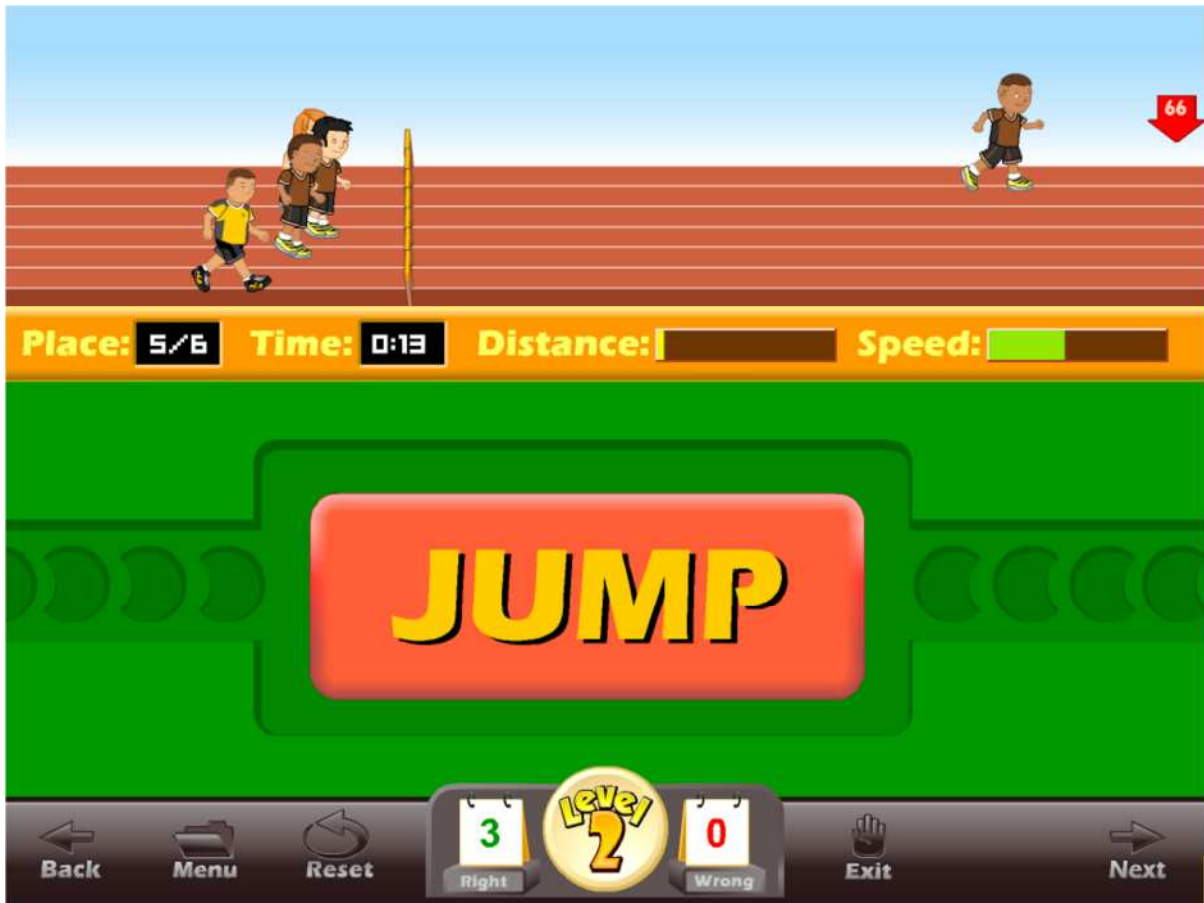 66
Place: 5/6 Time: 0:13 Distance: Speed:
JUMP
Back Menu Reset 3 Right Level 2 0 Wrong Exit Next